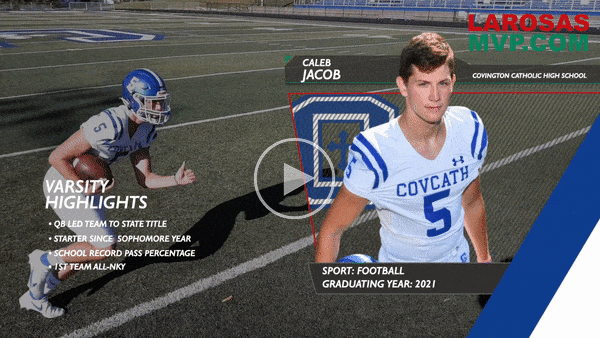 LAROSAS
MVP.COM
CALEB
JACOB
COVINGTON CATHOLIC HIGH SCHOOL
5
COVCATH
5
VARSITY
HIGHLIGHTS
• QB LED TEAM TO STATE TITLE
• STARTER SINCE SOPHOMORE YEAR
• SCHOOL RECORD PASS PERCENTAGE
• 1ST TEAM ALL-NKY
SPORT: FOOTBALL
GRADUATING YEAR: 2021